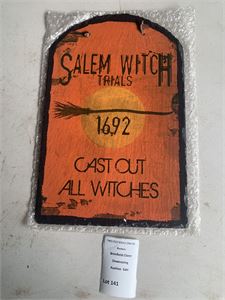 SALEM WITCH
TRIALS
1692
CAST OUT
ALL WITCHES
Lot 141